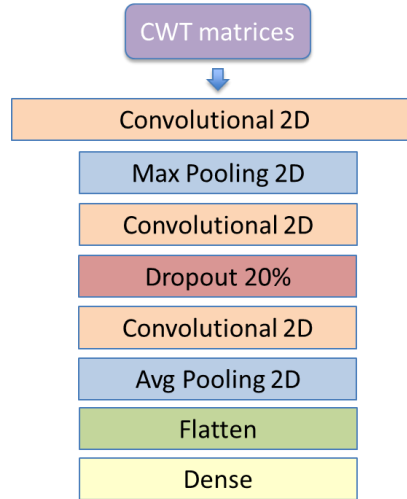 CWT matrices
Convolutional 2D
Max Pooling 2D
Convolutional 2D
Dropout 20%
Convolutional 2D
Avg Pooling 2D
Flatten
Dense